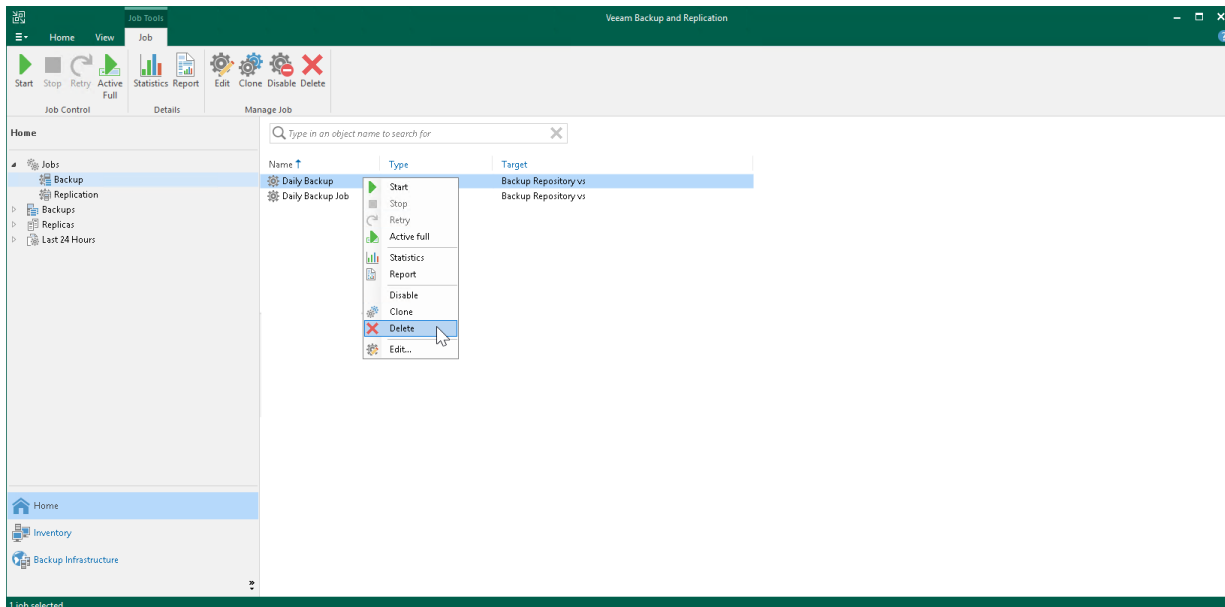 Job Tools
Veeam Backup and Replication
Home View Job
Start Stop Retry Active Full
Statistics Report
Edit Clone Disable Delete
Job Control Details Manage Job
Home
Type in an object name to search for
Jobs
Backup
Replication
Backups
Replicas
Last 24 Hours
Name Type Target
Daily Backup Backup Repository vs
Daily Backup Job Backup Repository vs
Start
Stop
Retry
Active full
Statistics
Report
Disable
Clone
Delete
Edit...
Home
Inventory
Backup Infrastructure
1 job selected